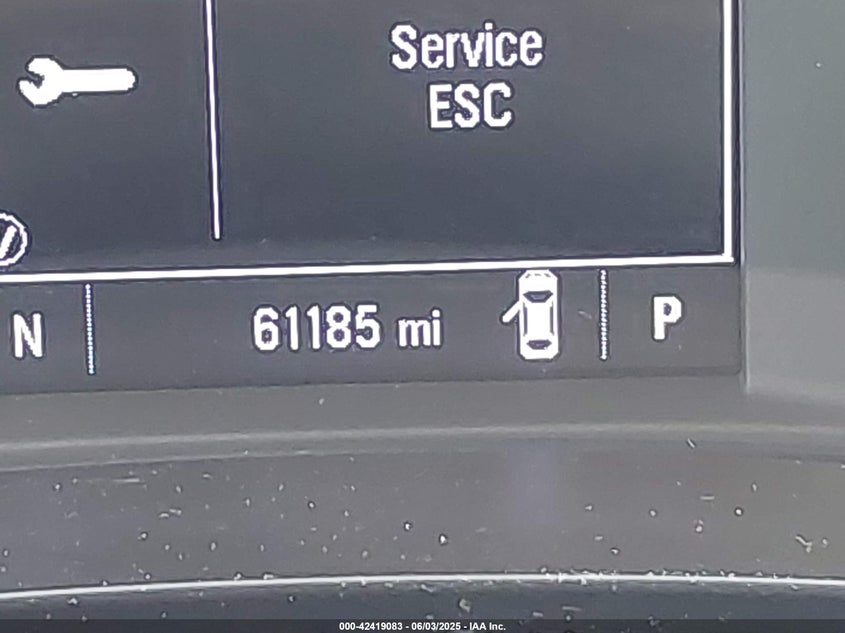 Service
ESC
N
61185 mi
P
000-42419083 - 06/03/2025 - IAA Inc.